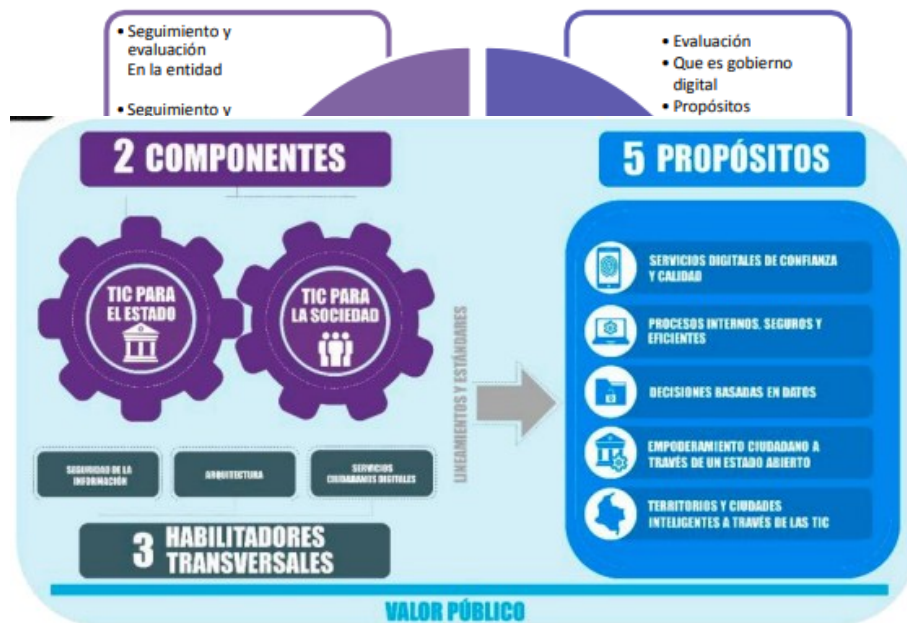 • Seguimiento y
evaluación
En la entidad
• Seguimiento y
• Evaluación
• Que es gobierno
digital
• Propósitos
2 COMPONENTES
TIC PARA
EL ESTADO
TIC PARA
LA SOCIEDAD
SEGURIDAD DE LA
INFORMACIÓN
ARQUITECTURA
SERVICIOS
CIUDADANOS DIGITALES
3 HABILITADORES
TRANSVERSALES
LINEAMIENTOS Y ESTÁNDARES
5 PROPÓSITOS
SERVICIOS DIGITALES DE CONFIANZA
Y CALIDAD
PROCESOS INTERNOS, SEGUROS Y
EFICIENTES
DECISIONES BASADAS EN DATOS
EMPODERAMIENTO CIUDADANO A
TRAVÉS DE UN ESTADO ABIERTO
TERRITORIOS Y CIUDADES
INTELIGENTES A TRAVÉS DE LAS TIC
VALOR PÚBLICO